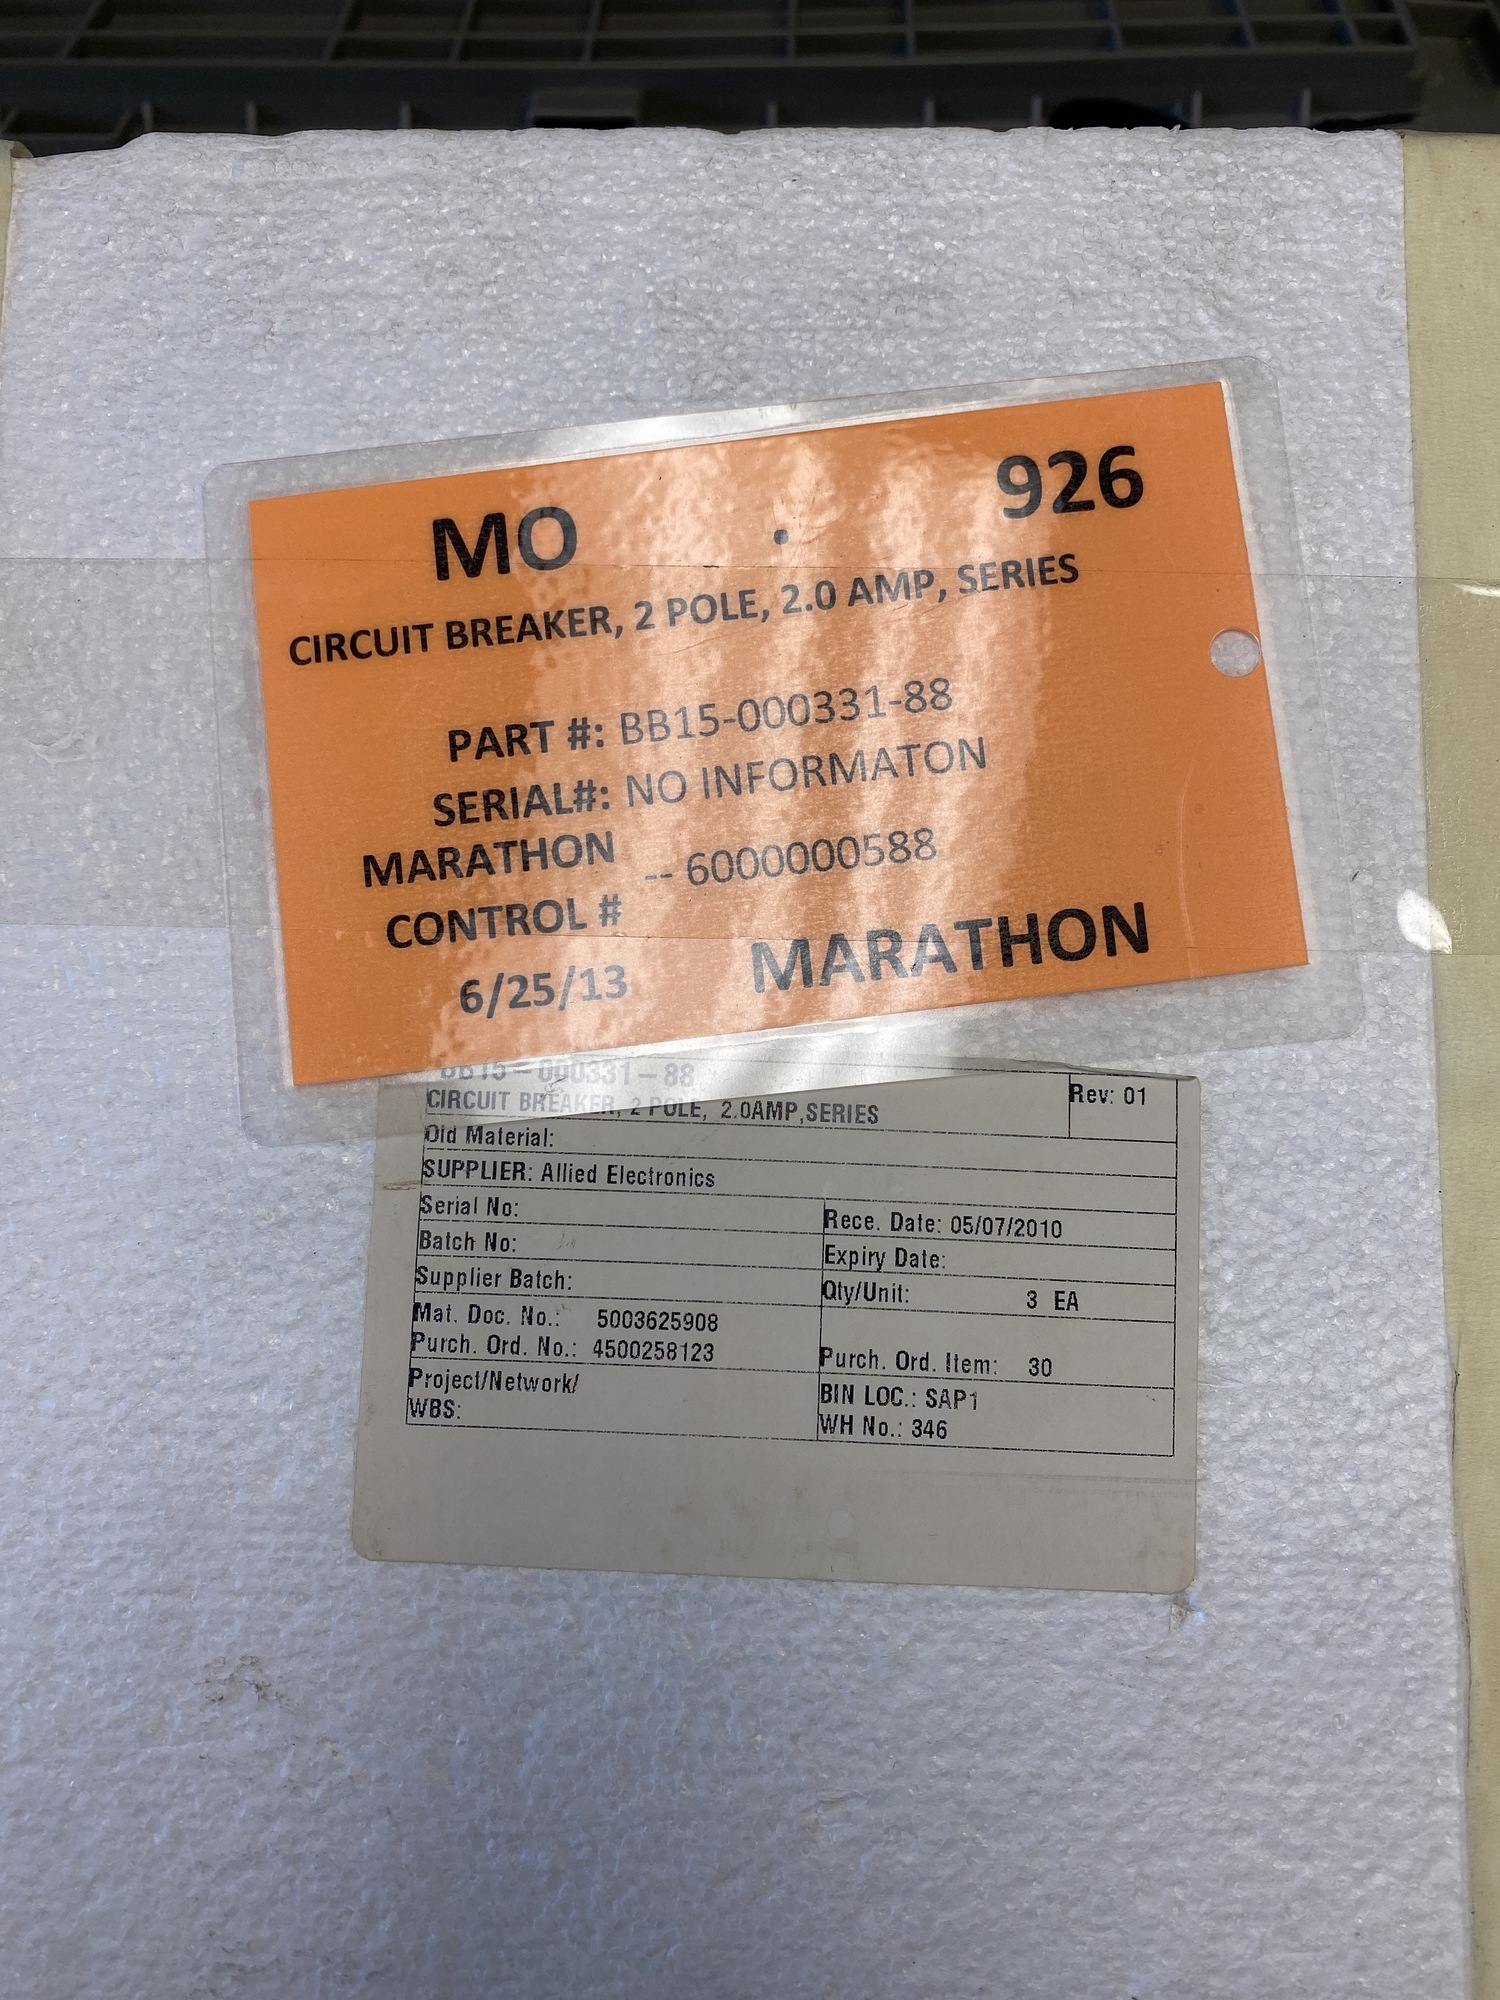 MO . 926
CIRCUIT BREAKER, 2 POLE, 2.0 AMP, SERIES
PART #: BB15-000331-88
SERIAL#: NO INFORMATON
MARATHON
CONTROL # -- 6000000588
6/25/13 MARATHON
BB15-000331-88
CIRCUIT BREAKER, 2 POLE, 2.0AMP,SERIES Rev: 01
Old Material:
SUPPLIER: Allied Electronics
Serial No: Rece. Date: 05/07/2010
Batch No: Expiry Date:
Supplier Batch: Qty/Unit: 3 EA
Mat. Doc. No.: 5003625908
Purch. Ord. No.: 4500258123 Purch. Ord. Item: 30
Project/Network/ BIN LOC.: SAP1
WBS: WH No.: 346